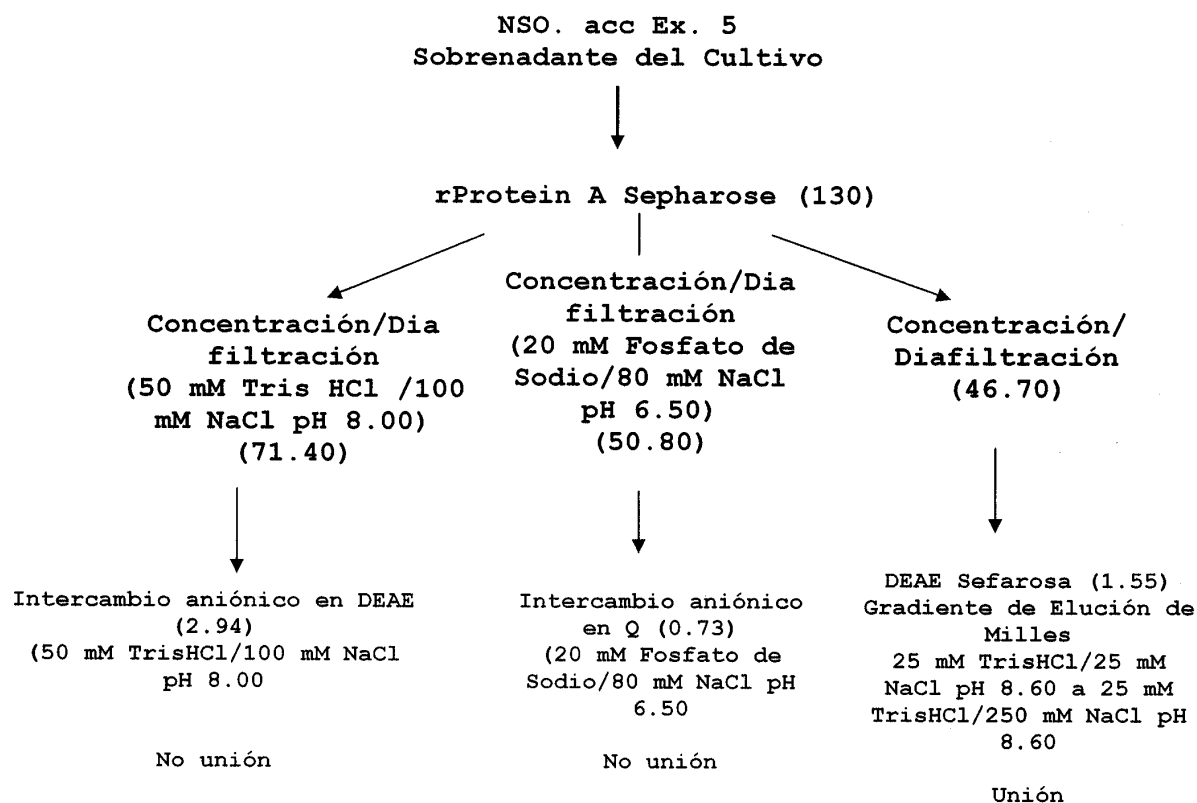 NSO. acc Ex. 5
Sobrenadante del Cultivo
rProtein A Sepharose (130)
Concentración/Dia
filtración
(50 mM Tris HCl /100
mM NaCl pH 8.00)
(71.40)
Concentración/Dia
filtración
(20 mM Fosfato de
Sodio/80 mM NaCl
pH 6.50)
(50.80)
Concentración/
Diafiltración
(46.70)
Intercambio aniónico en DEAE
(2.94)
(50 mM TrisHCl/100 mM NaCl
pH 8.00
No unión
Intercambio aniónico
en Q (0.73)
(20 mM Fosfato de
Sodio/80 mM NaCl pH
6.50
No unión
DEAE Sefarosa (1.55)
Gradiente de Elución de
Milles
25 mM TrisHCl/25 mM
NaCl pH 8.60 a 25 mM
TrisHCl/250 mM NaCl pH
8.60
Unión